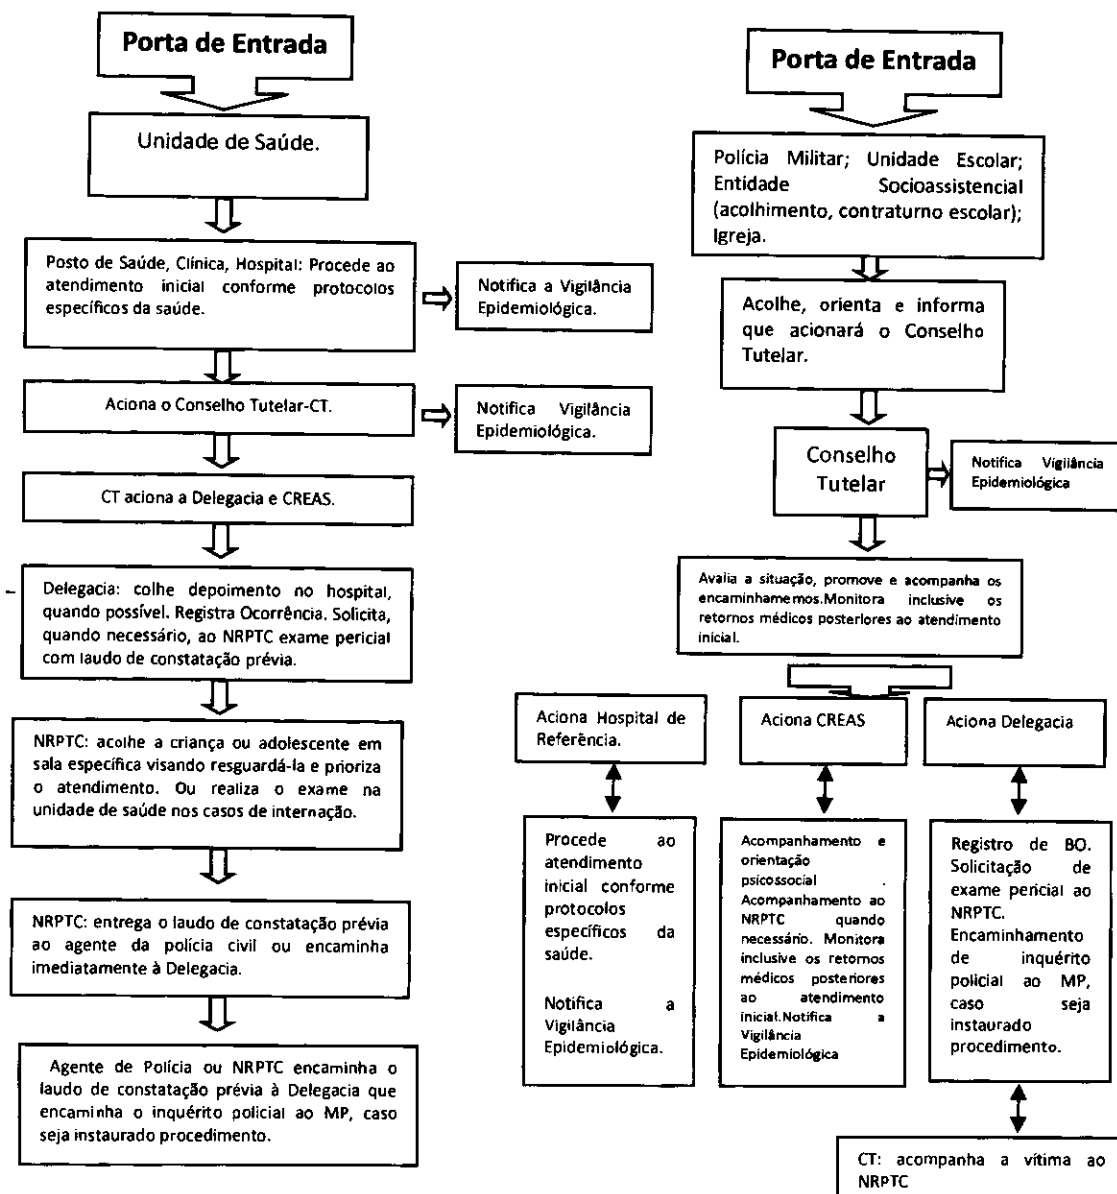 Porta de Entrada
Unidade de Saúde.
Posto de Saúde, Clínica, Hospital: Procede ao
atendimento inicial conforme protocolos
específicos da saúde.
Notifica a Vigilância
Epidemiológica.
Aciona o Conselho Tutelar-CT.
Notifica Vigilância
Epidemiológica.
CT aciona a Delegacia e CREAS.
Delegacia: colhe depoimento no hospital,
quando possível. Registra Ocorrência. Solicita,
quando necessário, ao NRPTC exame pericial
com laudo de constatação prévia.
NRPTC: acolhe a criança ou adolescente em
sala específica visando resguardá-la e prioriza
o atendimento. Ou realiza o exame na
unidade de saúde nos casos de internação.
NRPTC: entrega o laudo de constatação prévia
ao agente da polícia civil ou encaminha
imediatamente à Delegacia.
Agente de Polícia ou NRPTC encaminha o
laudo de constatação prévia à Delegacia que
encaminha o inquérito policial ao MP, caso
seja instaurado procedimento.
Porta de Entrada
Polícia Militar; Unidade Escolar;
Entidade Socioassistencial
(acolhimento, contraturno escolar);
Igreja.
Acolhe, orienta e informa
que acionará o Conselho
Tutelar.
Conselho
Tutelar
Notifica Vigilância
Epidemiológica
Avalia a situação, promove e acompanha os
encaminhamemos.Monitora inclusive os
retornos médicos posteriores ao atendimento
inicial.
Aciona Hospital de
Referência.
Procede ao
atendimento
inicial conforme
protocolos
específicos da
saúde.
Notifica a
Vigilância
Epidemiológica.
Aciona CREAS
Acompanhamento e
orientação
psicossocial .
Acompanhamento ao
NRPTC quando
necessário. Monitora
inclusive os retornos
médicos posteriores
ao atendimento
inicial.Notifica a
Vigilância
Epidemiológica
Aciona Delegacia
Registro de BO.
Solicitação de
exame pericial ao
NRPTC.
Encaminhamento
de inquérito
policial ao MP,
caso seja
instaurado
procedimento.
CT: acompanha a vítima ao
NRPTC